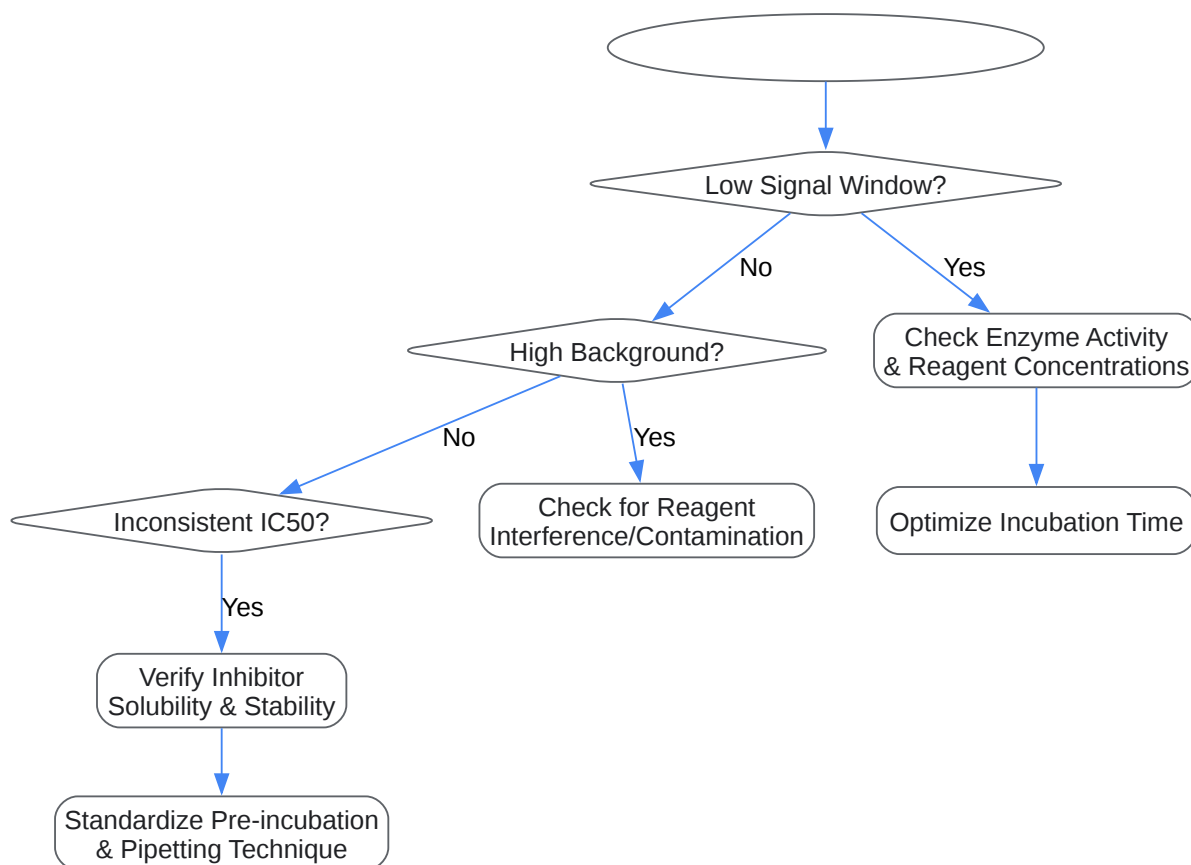 Low Signal Window?
No
Yes
High Background?
Check Enzyme Activity
& Reagent Concentrations
No
Yes
Inconsistent IC50?
Check for Reagent
Interference/Contamination
Optimize Incubation Time
Yes
Verify Inhibitor
Solubility & Stability
Standardize Pre-incubation
& Pipetting Technique